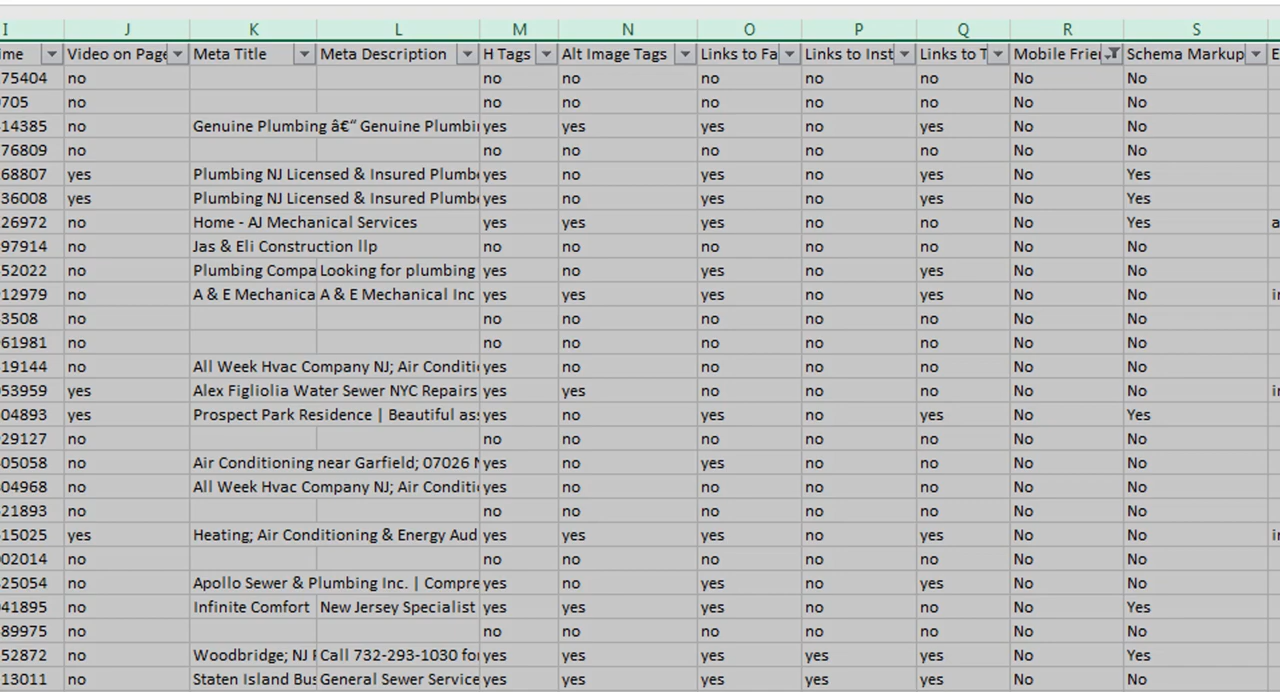 I J K L M N O P Q R S
ime Video on Page Meta Title Meta Description H Tags Alt Image Tags Links to Fa Links to Inst Links to T Mobile Frien Schema Markup E
75404 no no no no no no No No
0705 no no no no no no No No
14385 no Genuine Plumbing â€“ Genuine Plumbin yes yes yes no yes No No
76809 no no no no no no No No
68807 yes Plumbing NJ Licensed & Insured Plumbe yes no yes no yes No Yes
36008 yes Plumbing NJ Licensed & Insured Plumbe yes no yes no yes No Yes
26972 no Home - AJ Mechanical Services yes yes no no no No Yes a
97914 no Jas & Eli Construction llp no no no no no No No
52022 no Plumbing Compa Looking for plumbing yes no yes no yes No No
12979 no A & E Mechanica A & E Mechanical Inc yes yes yes no yes No No in
3508 no no no no no no No No
61981 no no no no no no No No
19144 no All Week Hvac Company NJ; Air Conditi yes no no no no No No
53959 yes Alex Figliolia Water Sewer NYC Repairs yes yes no no no No No in
04893 yes Prospect Park Residence | Beautiful ass yes no yes no yes No Yes
29127 no no no no no no No No
05058 no Air Conditioning near Garfield; 07026 N yes no yes no no No No
04968 no All Week Hvac Company NJ; Air Conditi yes no no no no No No
21893 no no no no no no No No
15025 yes Heating; Air Conditioning & Energy Aud yes yes yes no yes No No in
02014 no no no no no no No No
25054 no Apollo Sewer & Plumbing Inc. | Compre yes no yes no yes No No
41895 no Infinite Comfort New Jersey Specialist yes yes yes no no No Yes
89975 no no no no no no No No
52872 no Woodbridge; NJ P Call 732-293-1030 fo yes yes yes yes yes No Yes
13011 no Staten Island Bus General Sewer Service yes yes yes yes yes No No